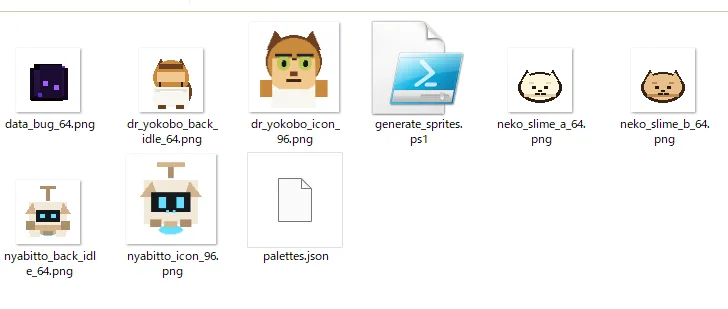 data_bug_64.png
dr_yokobo_back_
idle_64.png
dr_yokobo_icon_
96.png
generate_sprites.
ps1
neko_slime_a_64.
png
neko_slime_b_64.
png
nyabitto_back_idl
e_64.png
nyabitto_icon_96.
png
palettes.json